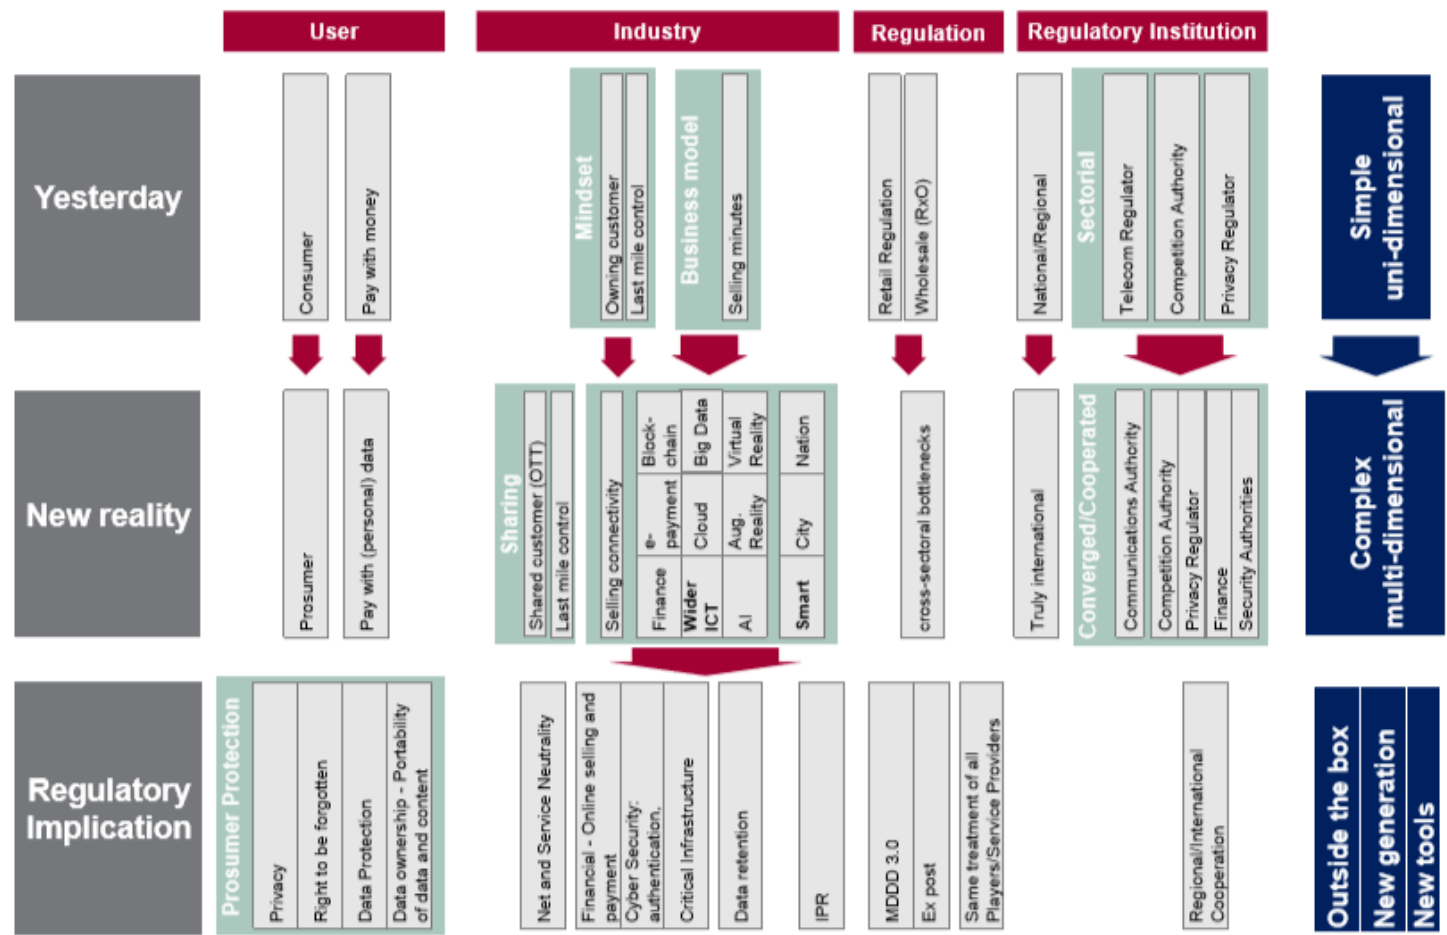 User
Industry
Regulation
Regulatory Institution
Yesterday
Consumer
Pay with money
Mindset
Owning customer
Last mile control
Business model
Selling minutes
Retail Regulation
Wholesale (RxO)
National/Regional
Sectorial
Telecom Regulator
Competition Authority
Privacy Regulator
Simple
uni-dimensional
New reality
Prosumer
Pay with (personal) data
Sharing
Shared customer (OTT)
Last mile control
Selling connectivity
Finance
e-
payment
Block-
chain
Wider
ICT
Cloud
Big Data
AI
Aug.
Reality
Virtual
Reality
Smart
City
Nation
cross-sectoral bottlenecks
Truly international
Converged/Cooperated
Communications Authority
Competition Authority
Privacy Regulator
Finance
Security Authorities
Complex
multi-dimensional
Regulatory
Implication
Prosumer Protection
Privacy
Right to be forgotten
Data Protection
Data ownership - Portability
of data and content
Net and Service Neutrality
Financial - Online selling and
payment
Cyber Security:
authentication,
Critical Infrastructure
Data retention
IPR
MDDD 3.0
Ex post
Same treatment of all
Players/Service Providers
Regional/International
Cooperation
Outside the box
New generation
New tools